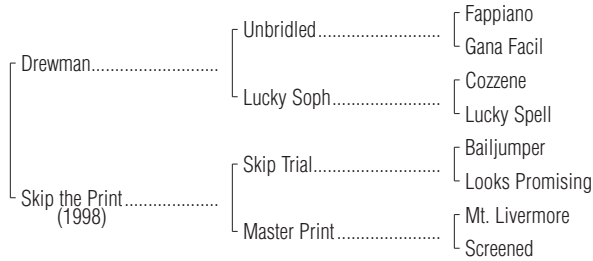 Fappiano
Unbridled..............................
Gana Facil
Drewman...............................
Cozzene
Lucky Soph...........................
Lucky Spell
Bailjumper
Skip Trial...............................
Looks Promising
Skip the Print.......................
(1998)
Mt. Livermore
Master Print..........................
Screened